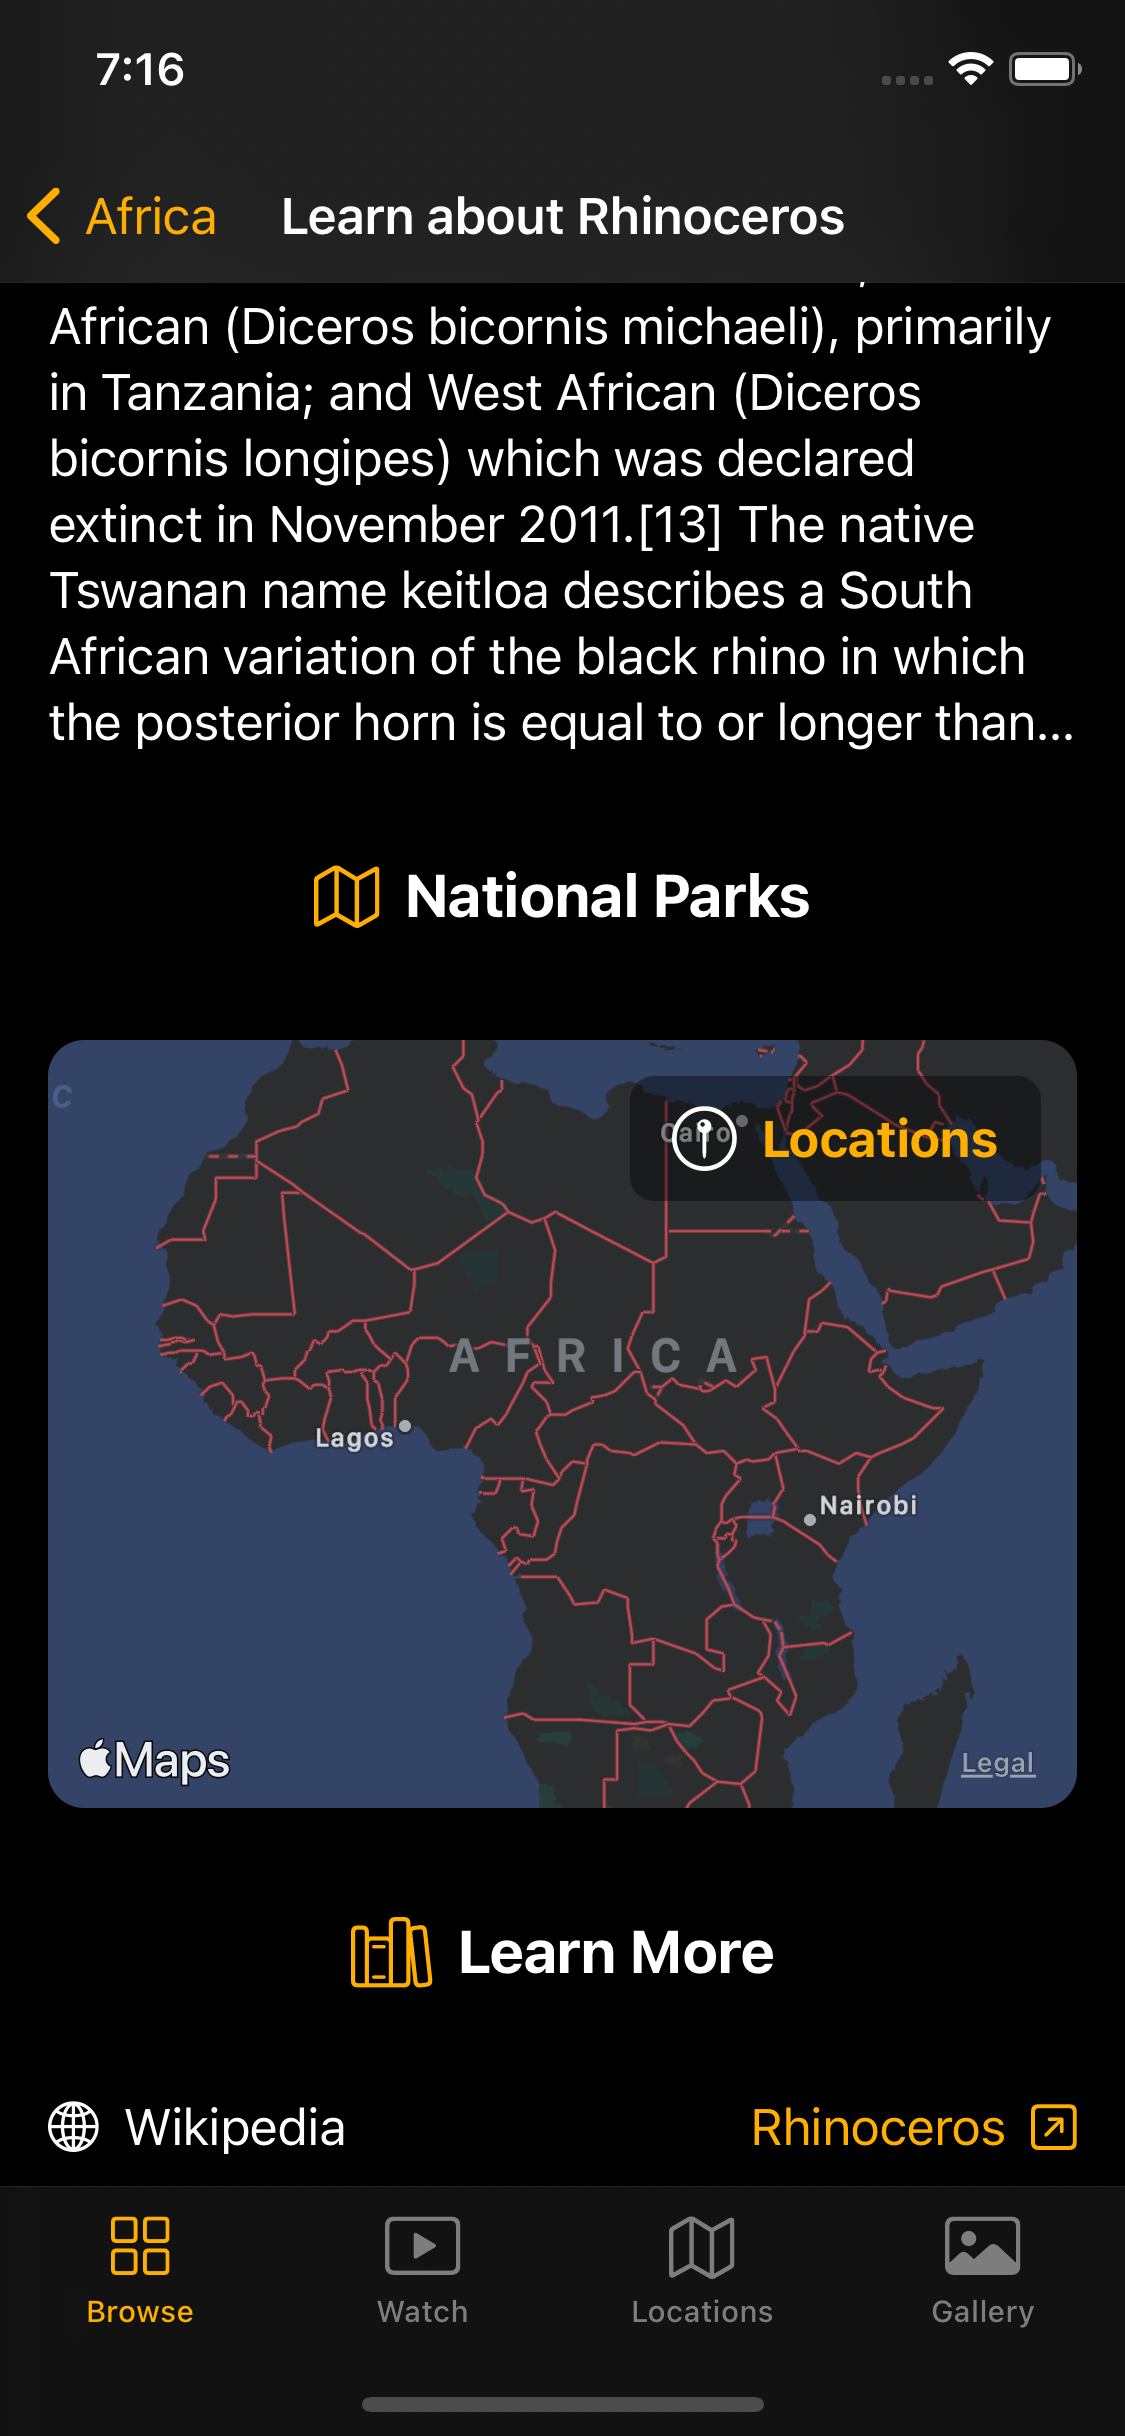 7:16
Africa
Learn about Rhinoceros
African (Diceros bicornis michaeli), primarily
in Tanzania; and West African (Diceros
bicornis longipes) which was declared
extinct in November 2011.[13] The native
Tswanan name keitloa describes a South
African variation of the black rhino in which
the posterior horn is equal to or longer than...
National Parks
C
Cairo
Locations
AFRICA
Lagos
Nairobi
Maps
Legal
Learn More
Wikipedia
Rhinoceros
Browse
Watch
Locations
Gallery